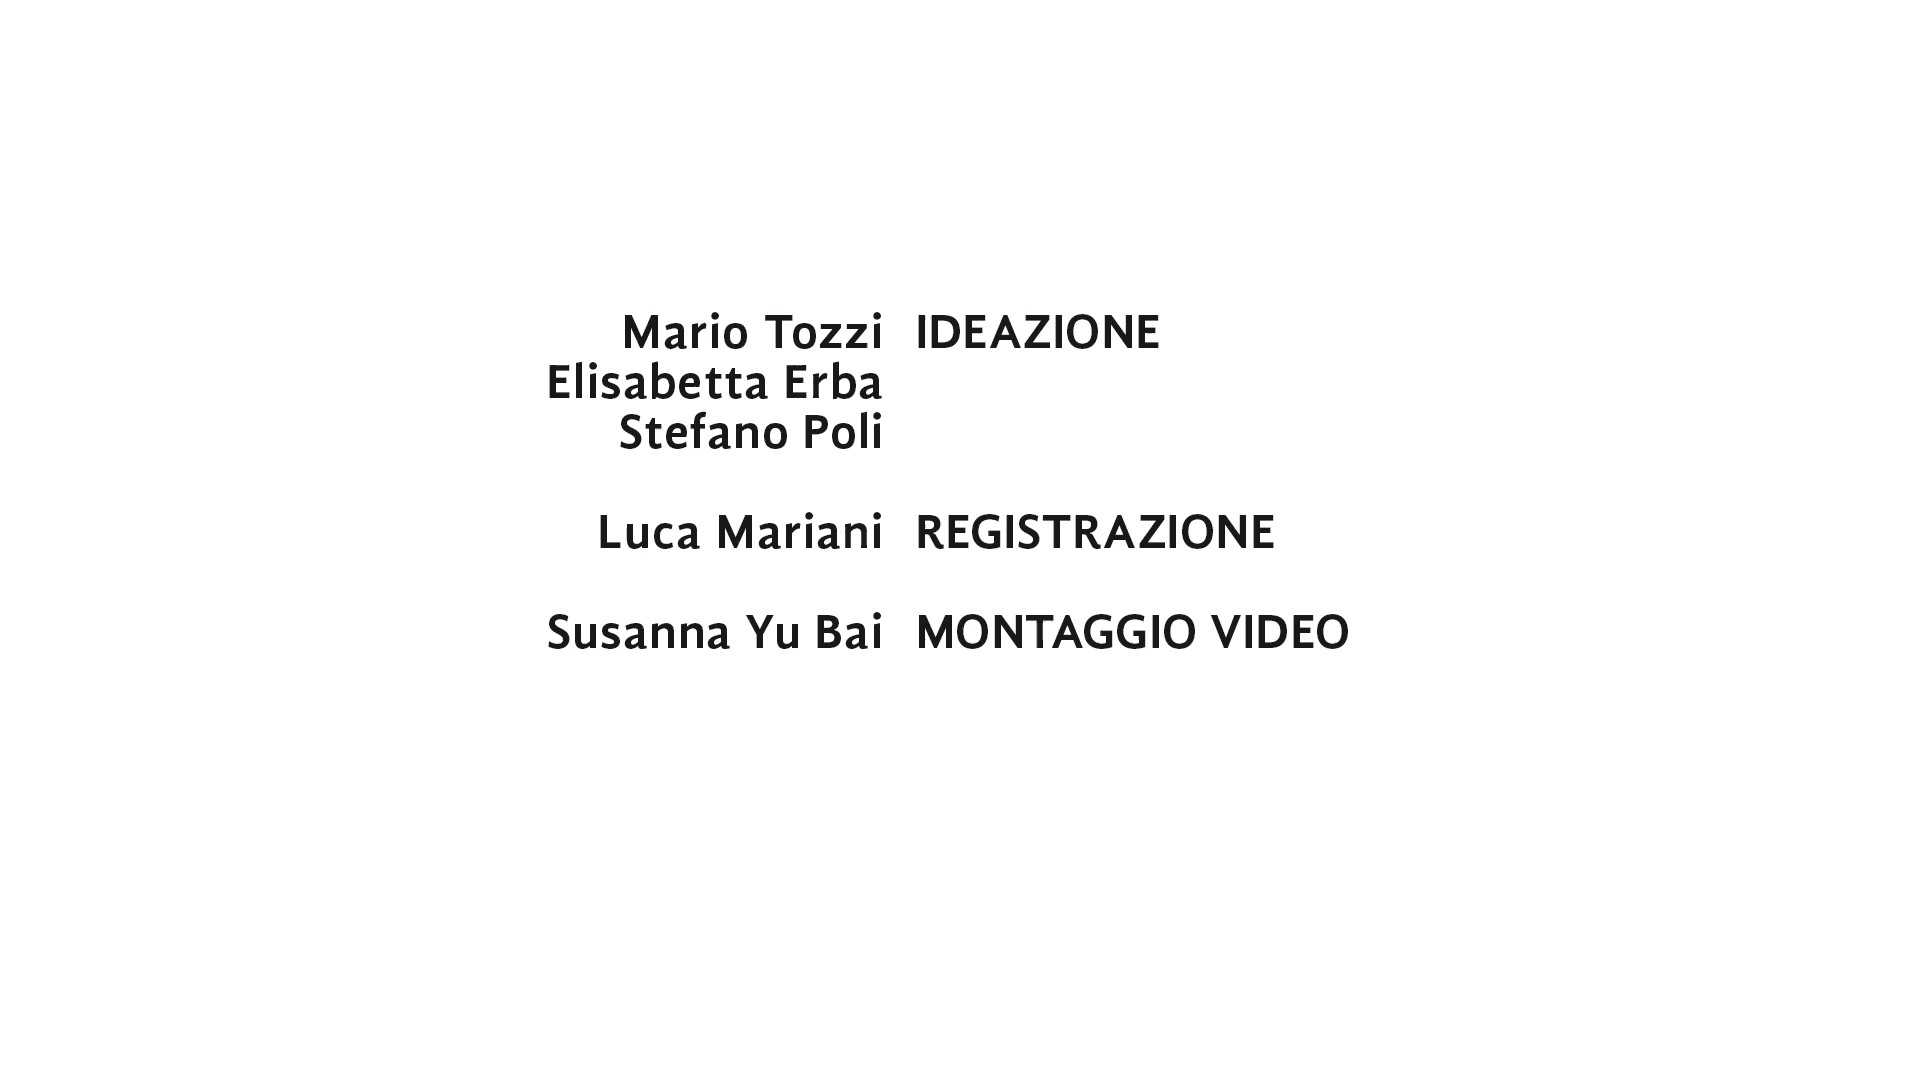 Mario Tozzi IDEAZIONE
Elisabetta Erba
Stefano Poli
Luca Mariani REGISTRAZIONE
Susanna Yu Bai MONTAGGIO VIDEO